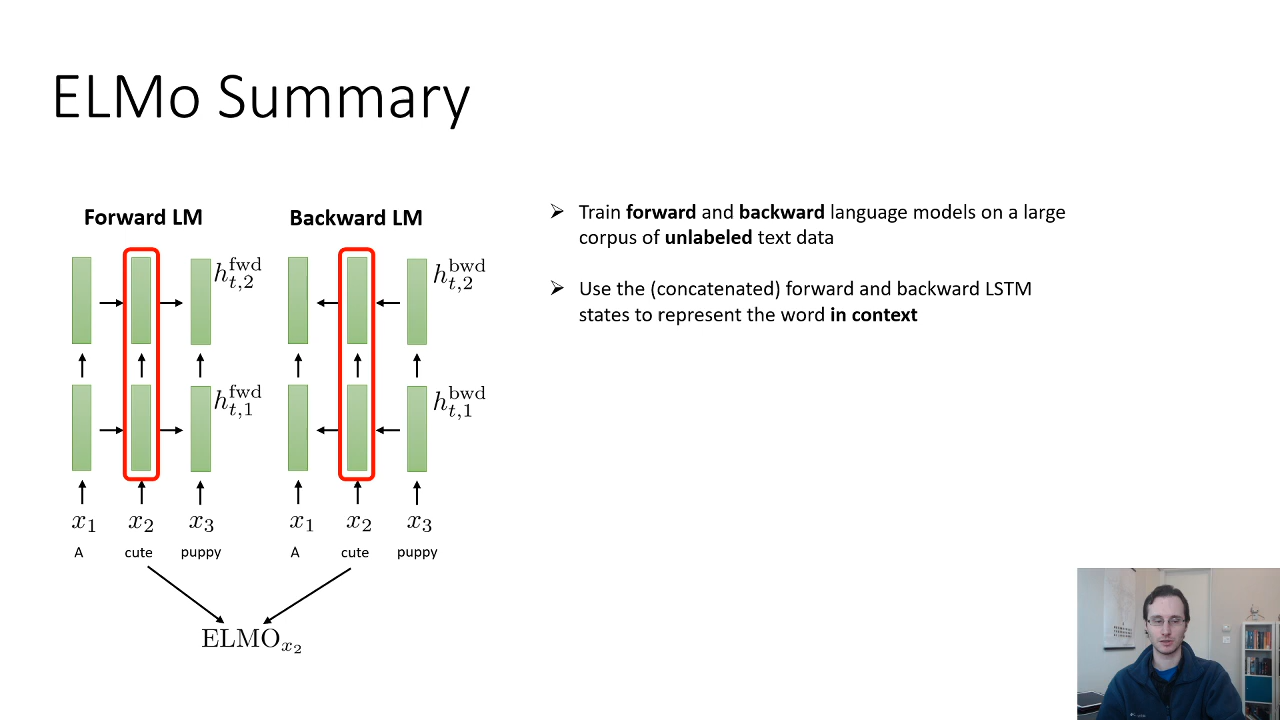 ELMo Summary
Forward LM
Backward LM
h_{t,2}^{fwd}
h_{t,2}^{bwd}
h_{t,1}^{fwd}
h_{t,1}^{bwd}
x_1 x_2 x_3
x_1 x_2 x_3
A cute puppy
A cute puppy
ELMO_{x_2}
➢ Train forward and backward language models on a large
corpus of unlabeled text data
➢ Use the (concatenated) forward and backward LSTM
states to represent the word in context